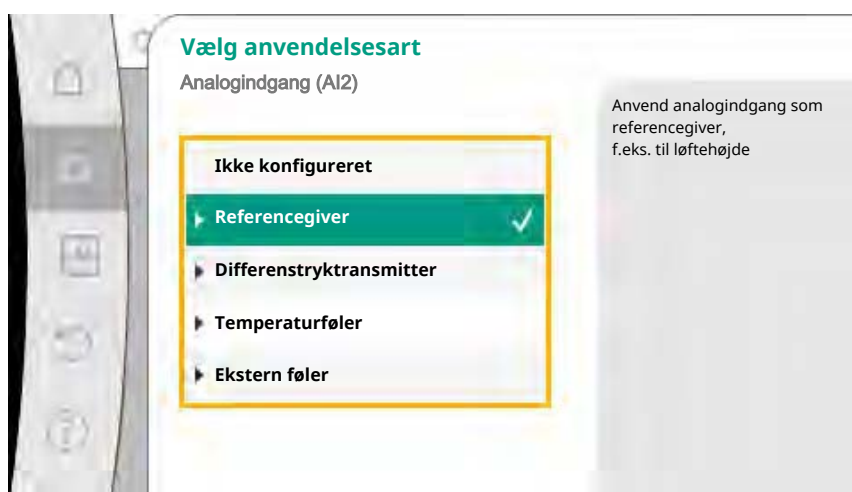 Vælg anvendelsesart
Analogindgang (AI2)
Ikke konfigureret
Referencegiver
Differenstryktransmitter
Temperaturføler
Ekstern føler
Anvend analogindgang som
referencegiver,
f.eks. til løftehøjde